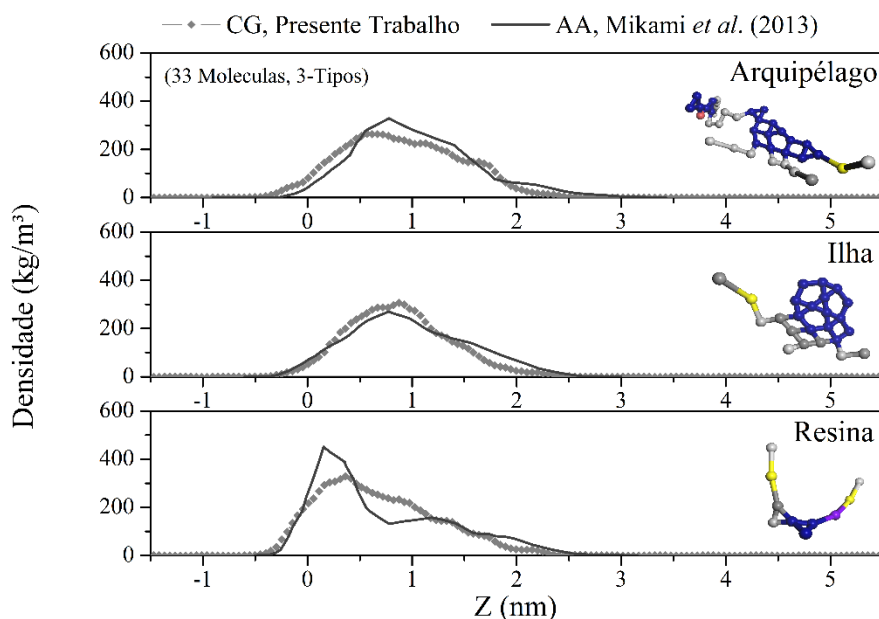 CG, Presente Trabalho AA, Mikami et al. (2013)
Densidade (kg/m³)
600
400
200
0
(33 Moleculas, 3-Tipos)
Arquipélago
-1 0 1 2 3 4 5
600
400
200
0
Ilha
-1 0 1 2 3 4 5
600
400
200
0
Resina
-1 0 1 2 3 4 5
Z (nm)